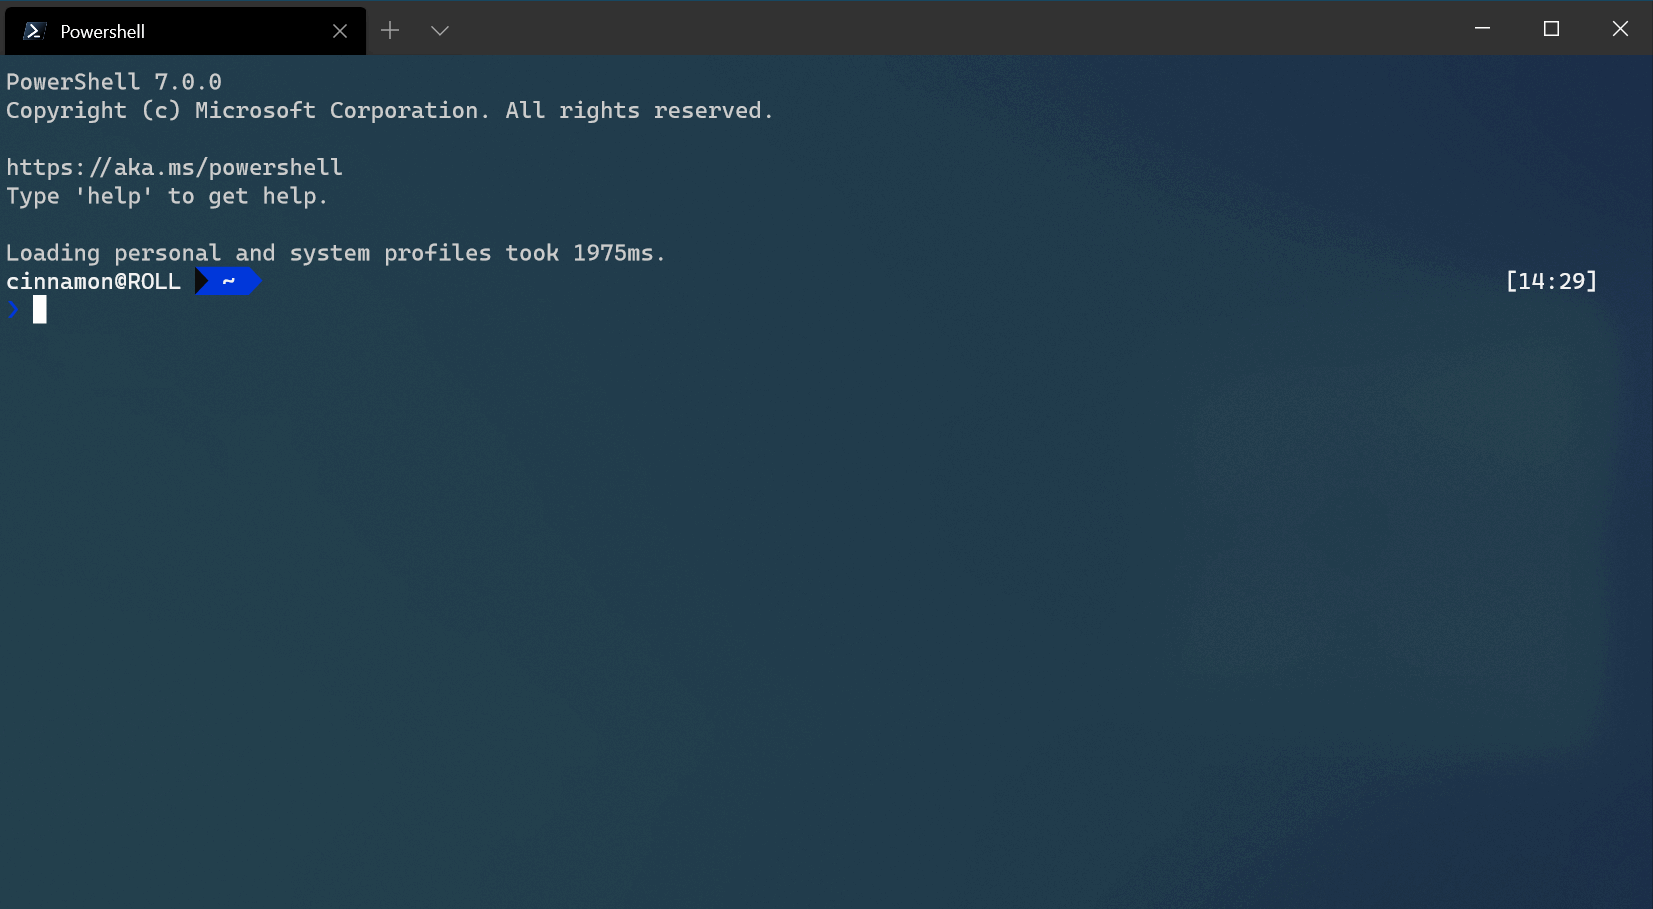 Powershell
PowerShell 7.0.0
Copyright (c) Microsoft Corporation. All rights reserved.
https://aka.ms/powershell
Type 'help' to get help.
Loading personal and system profiles took 1975ms.
cinnamon@ROLL ~ [14:29]
❯